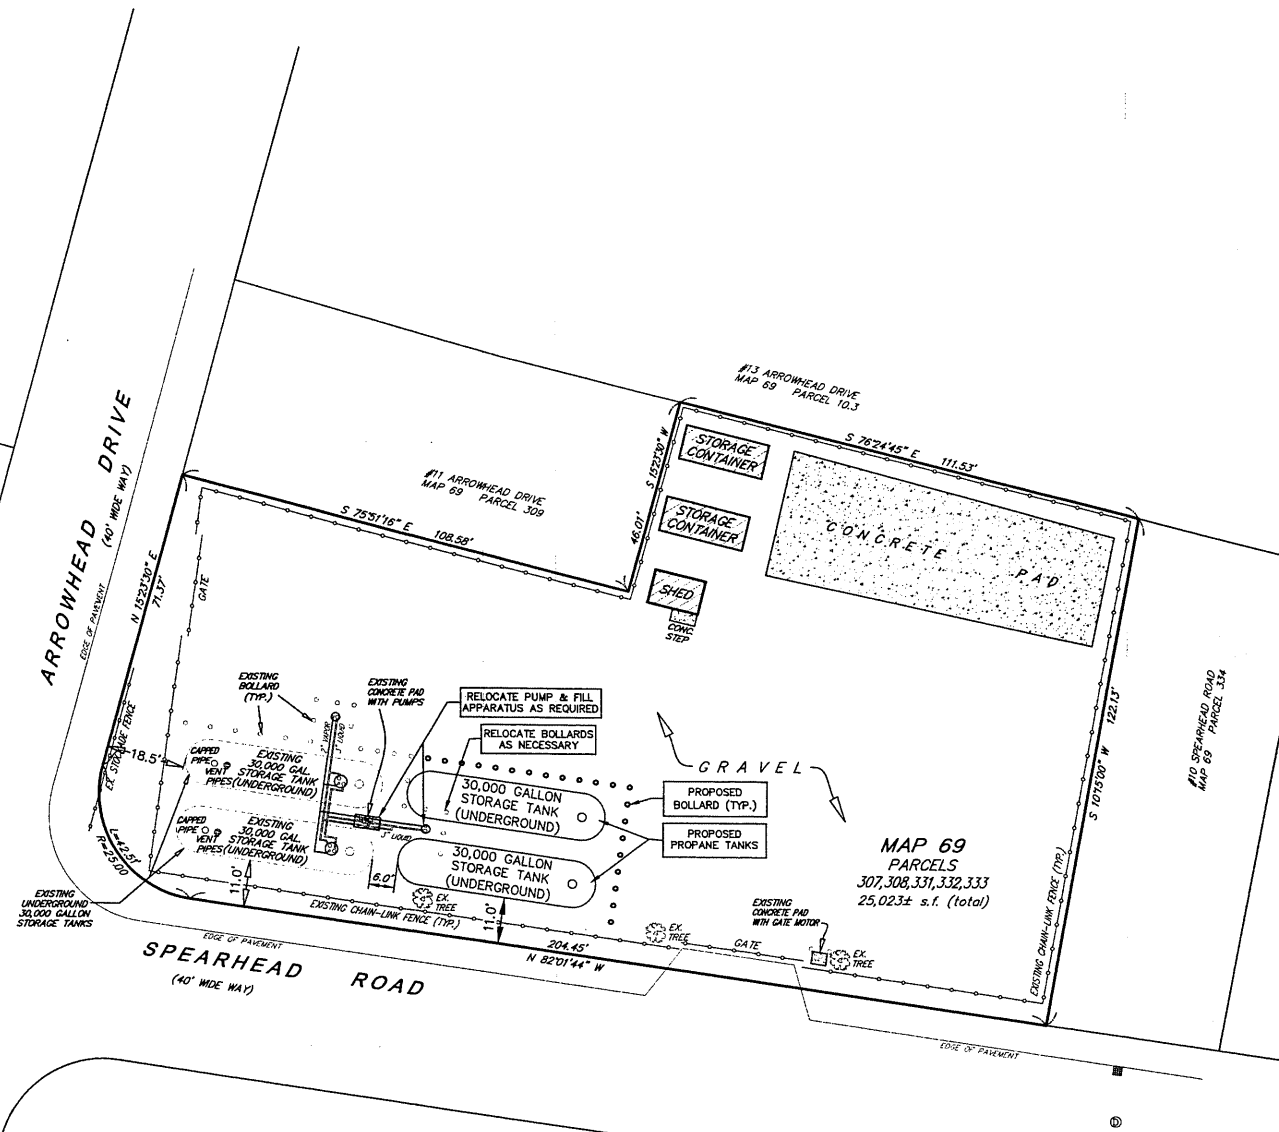 #13 ARROWHEAD DRIVE
MAP 69 PARCEL 10.3
S 76°24'45" E 111.53'
ARROWHEAD DRIVE
(40' WIDE WAY)
EDGE OF PAVEMENT
N 15°23'30" E
71.37'
GATE
#11 ARROWHEAD DRIVE
MAP 69 PARCEL 309
S 75°51'16" E
108.58'
S 15°23'30" W
46.01'
STORAGE
CONTAINER
STORAGE
CONTAINER
SHED
CONC.
STEP
CONCRETE PAD
EXISTING
BOLLARD
(TYP.)
EXISTING
CONCRETE PAD
WITH PUMPS
RELOCATE PUMP & FILL
APPARATUS AS REQUIRED
RELOCATE BOLLARDS
AS NECESSARY
GRAVEL
#10 SPEARHEAD ROAD
MAP 69 PARCEL 334
S 10°15'00" W 122.13'
EX. STOCKADE FENCE
18.5'
CAPPED
PIPE
VENT
PIPES
EXISTING
30,000 GAL.
STORAGE TANK
(UNDERGROUND)
2" VAPOR
3" LIQUID
30,000 GALLON
STORAGE TANK
(UNDERGROUND)
PROPOSED
BOLLARD (TYP.)
PROPOSED
PROPANE TANKS
CAPPED
PIPE
VENT
PIPES
EXISTING
30,000 GAL.
STORAGE TANK
(UNDERGROUND)
3" LIQUID
30,000 GALLON
STORAGE TANK
(UNDERGROUND)
MAP 69
PARCELS
307,308,331,332,333
25,023± s.f. (total)
L=42.51
R=25.00
11.0'
6.0'
11.0'
EX.
TREE
EXISTING
UNDERGROUND
30,000 GALLON
STORAGE TANKS
EXISTING CHAIN-LINK FENCE (TYP.)
EX.
TREE
GATE
EXISTING
CONCRETE PAD
WITH GATE MOTOR
EX.
TREE
EXISTING CHAIN-LINK FENCE (TYP.)
204.45'
N 82°01'44" W
EDGE OF PAVEMENT
SPEARHEAD ROAD
(40' WIDE WAY)
EDGE OF PAVEMENT
D